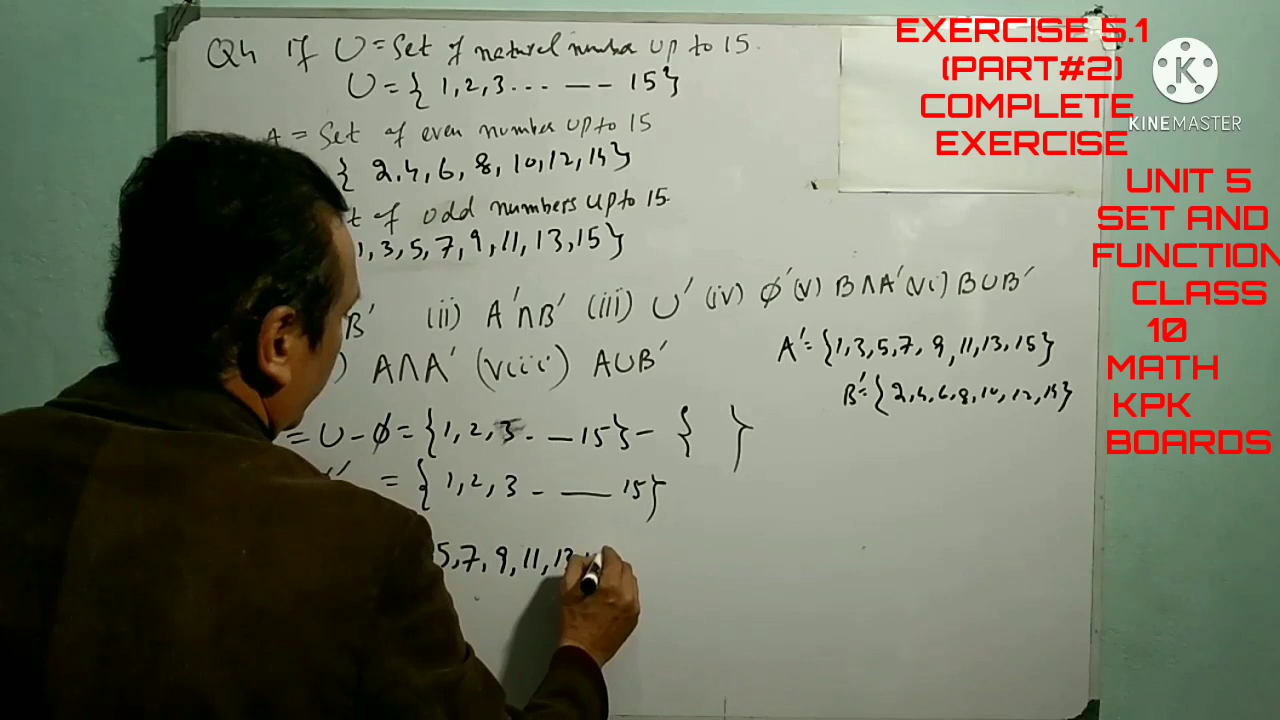 Q4 If U = Set of natural number up to 15.
U = { 1, 2, 3 ... --- 15 }
A = Set of even number up to 15
{ 2, 4, 6, 8, 10, 12, 14 }
of odd numbers up to 15.
1, 3, 5, 7, 9, 11, 13, 15 }
B' (ii) A'∩B' (iii) U' (iv) ϕ' (v) B∩A' (vi) B∪B'
) A∩A' (viii) A∪B'
A' = { 1, 3, 5, 7, 9, 11, 13, 15 }
B' = { 2, 4, 6, 8, 10, 12, 14 }
= U - ϕ = { 1, 2, 3 - — 15 } - { }
= { 1, 2, 3 - —— 15 }
5, 7, 9, 11, 13
EXERCISE 5.1
(PART#2)
COMPLETE
EXERCISE
KINEMASTER
UNIT 5
SET AND
FUNCTION
CLASS
10
MATH
KPK
BOARDS